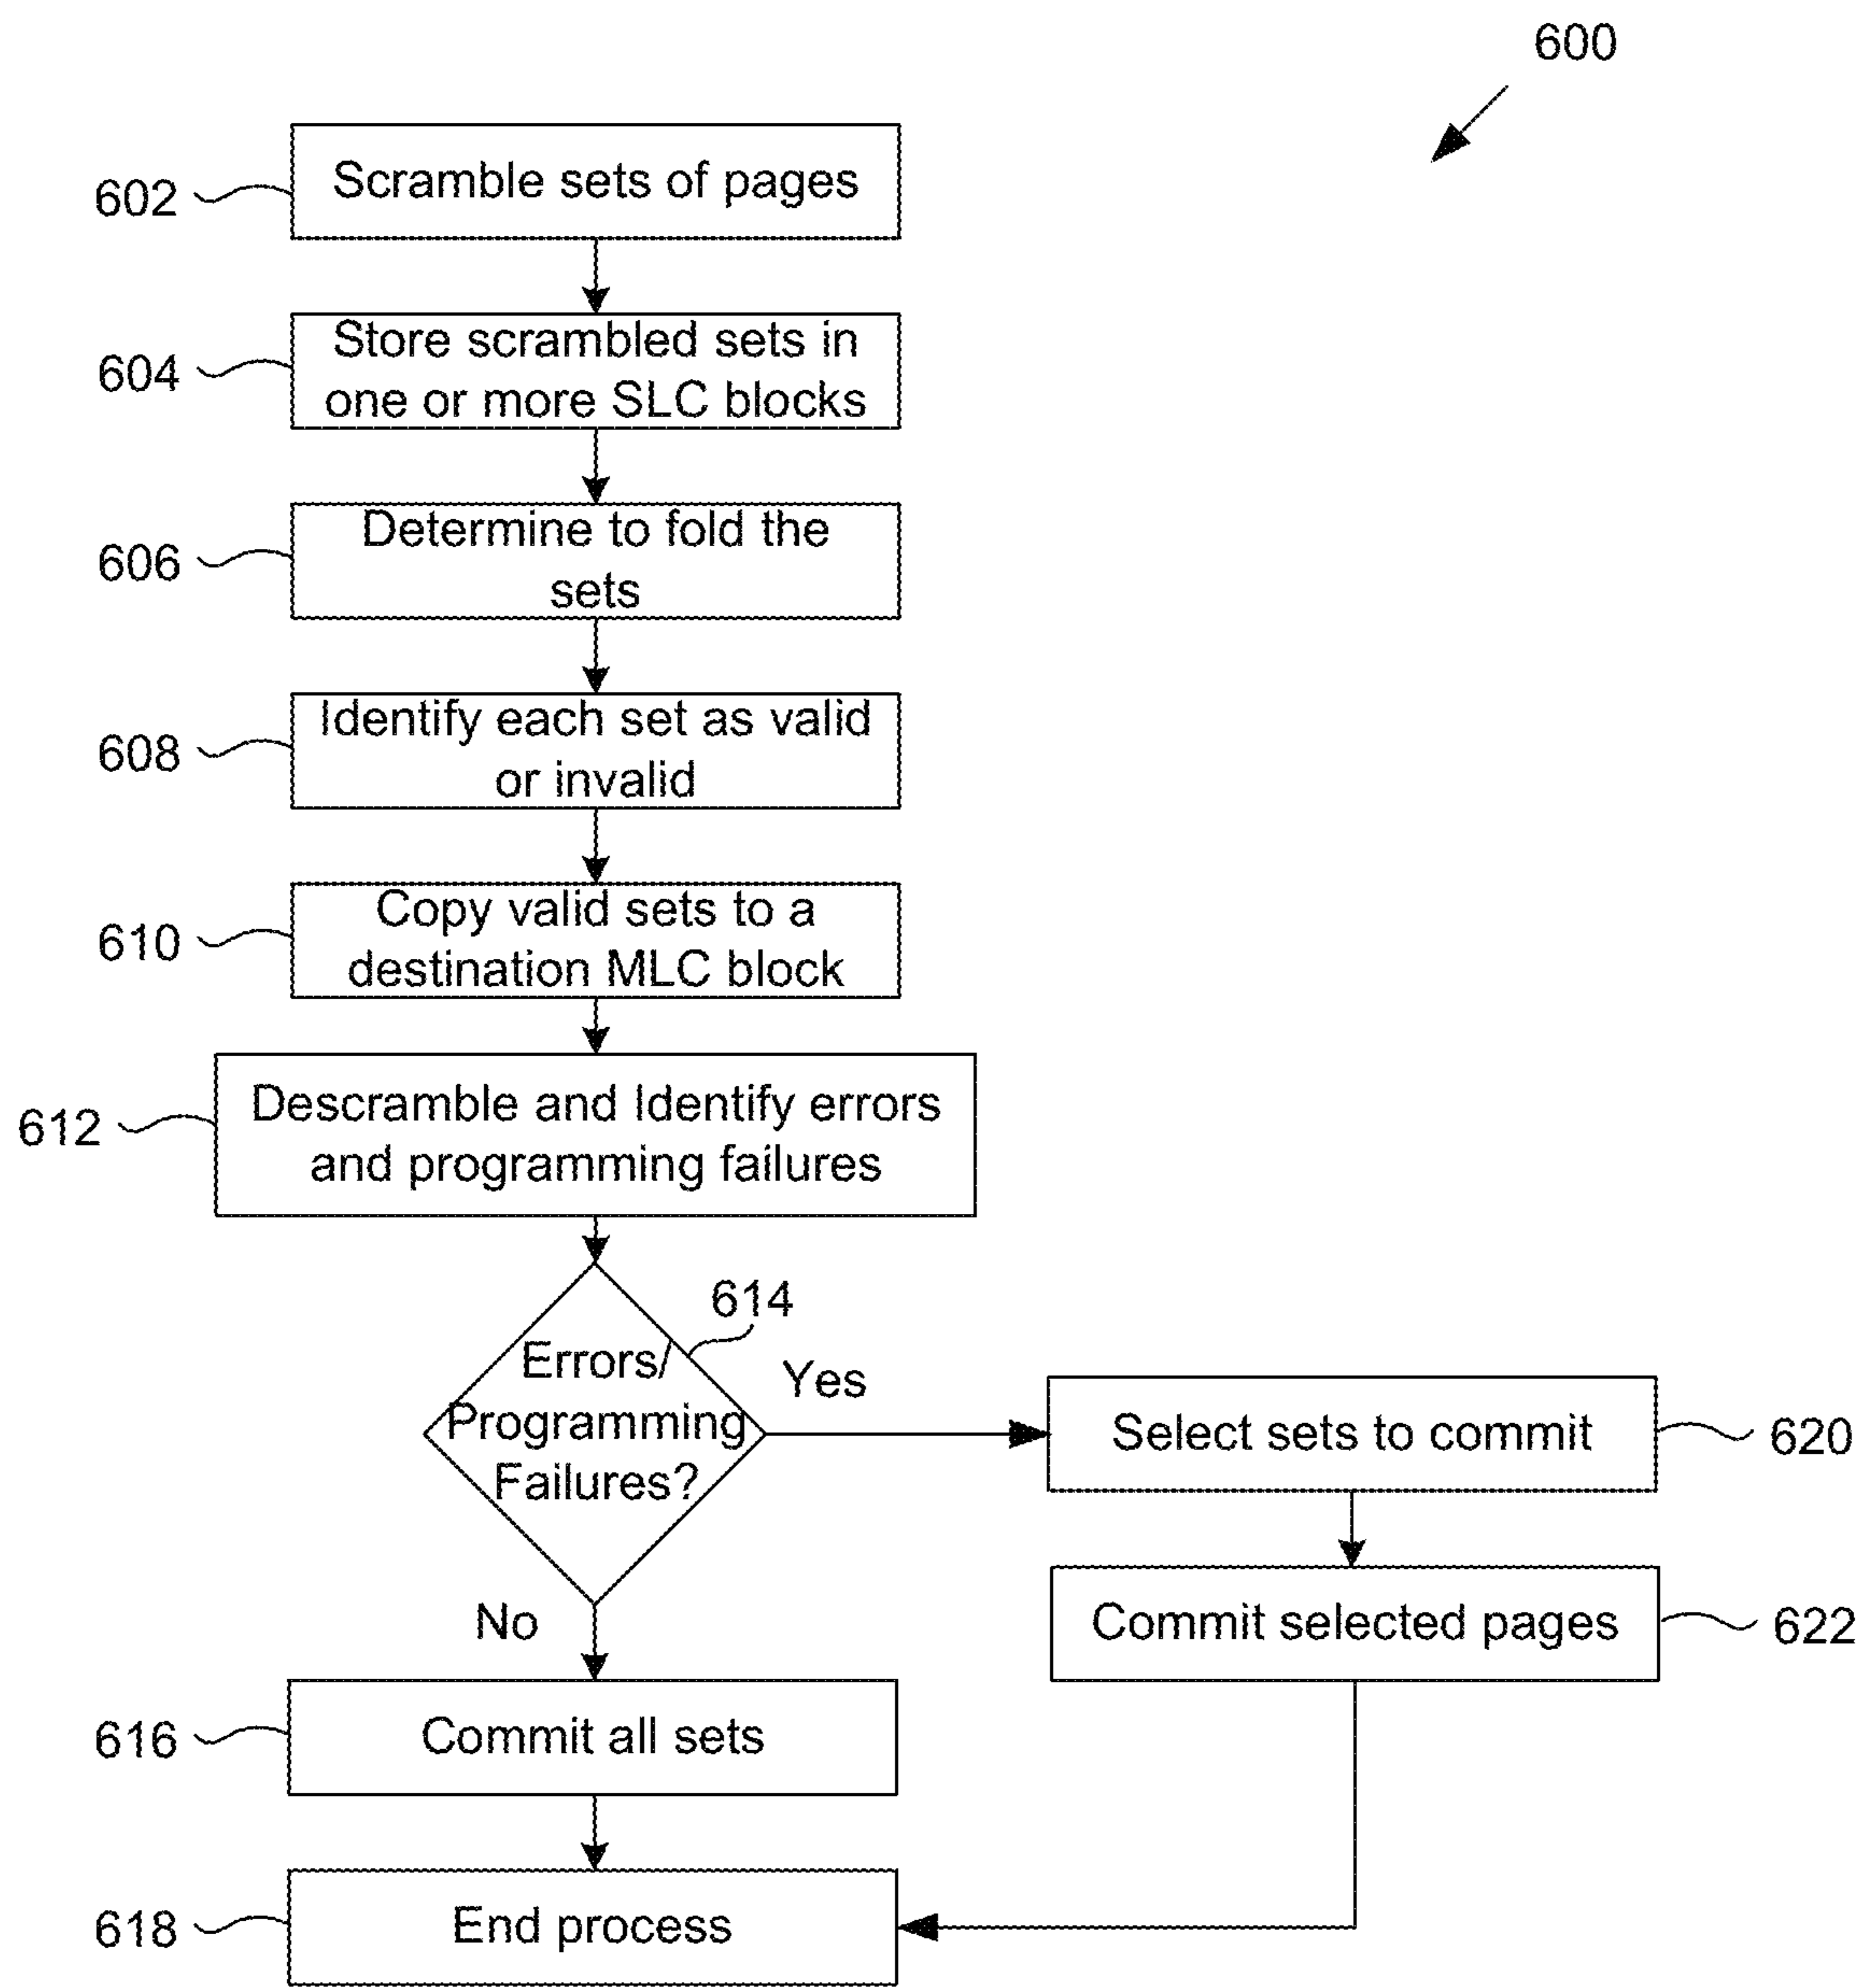 600
602
Scramble sets of pages
604
Store scrambled sets in
one or more SLC blocks
606
Determine to fold the
sets
608
Identify each set as valid
or invalid
610
Copy valid sets to a
destination MLC block
612
Descramble and Identify errors
and programming failures
614
Errors/
Programming
Failures?
Yes
Select sets to commit
620
No
Commit selected pages
622
616
Commit all sets
618
End process